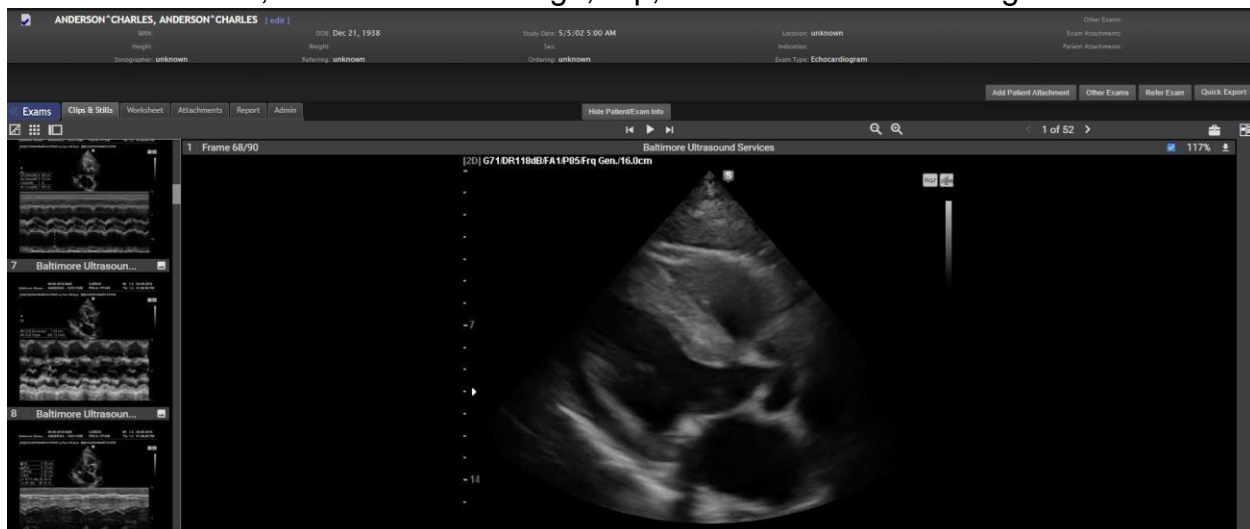 ANDERSON^CHARLES, ANDERSON^CHARLES [ edit ]
Other Exams:
MRN:
DOB: Dec 21, 1938
Study Date: 5/5/02 5:00 AM
Location: unknown
Exam Attachments:
Height:
Weight:
Sex:
Indication:
Patient Attachments:
Sonographer: unknown
Referring: unknown
Ordering: unknown
Exam Type: Echocardiogram
Add Patient Attachment
Other Exams
Refer Exam
Quick Export
Exams
Clips & Stills
Worksheet
Attachments
Report
Admin
Hide Patient/Exam Info
1 of 52
1 Frame 68/90
Baltimore Ultrasound Services
117%
[2D] G71/DR118dB/FA1/P85/Frq Gen./16.0cm
S
7 Baltimore Ultrasoun...
7
8 Baltimore Ultrasoun...
14